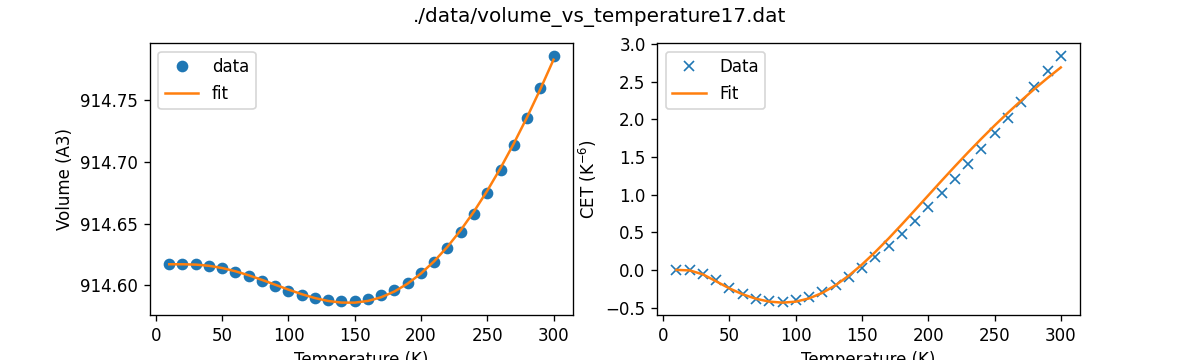 ./data/volume_vs_temperature17.dat
data
fit
Volume (A3)
914.75
914.70
914.65
914.60
0 50 100 150 200 250 300
Temperature (K)
Data
Fit
CET (K⁻⁶)
3.0
2.5
2.0
1.5
1.0
0.5
0.0
−0.5
0 50 100 150 200 250 300
Temperature (K)